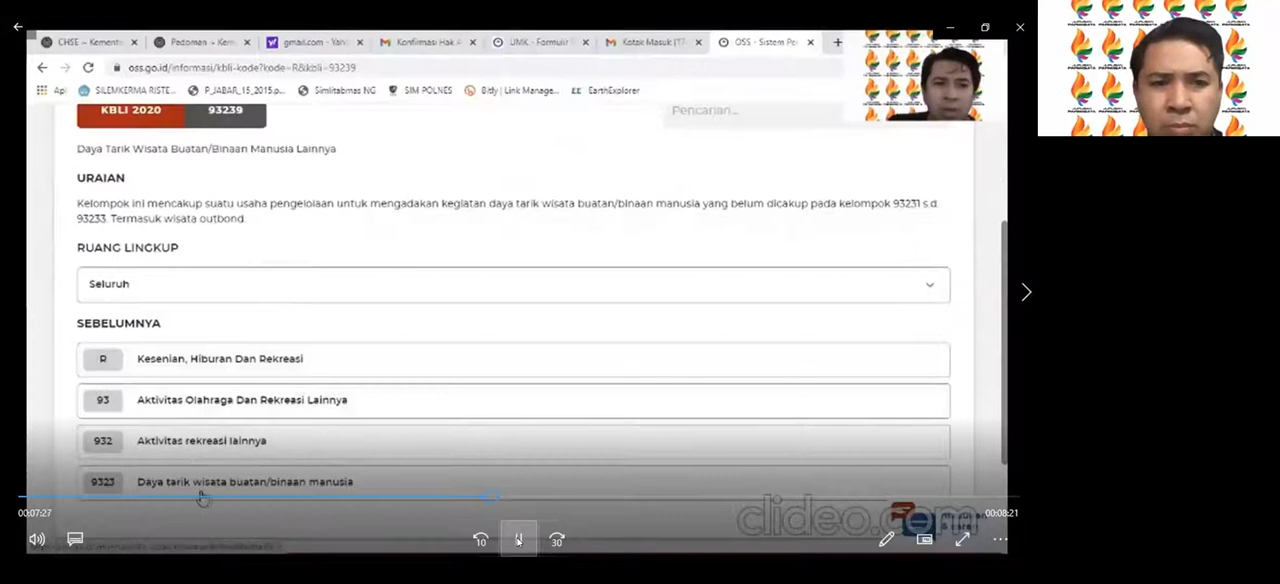 CHSE - Kement
Pedoman - Kem
gmail.com - Yah
Konfirmasi Hak A
UMK - Formulir
Kotak Masuk (17
OSS - Sistem Pe
oss.go.id/informasi/kbli-kode?kode=R&kbli=93239
Api
SILEMKERMA RISTE...
P_JABAR_15_2015.p...
Simlitabmas NG
SIM POLNES
Bitly | Link Manage...
EE EarthExplorer
KBLI 2020
93239
Pencarian...
Daya Tarik Wisata Buatan/Binaan Manusia Lainnya
URAIAN
Kelompok ini mencakup suatu usaha pengelolaan untuk mengadakan kegiatan daya tarik wisata buatan/binaan manusia yang belum dicakup pada kelompok 93231 s.d.
93233. Termasuk wisata outbond.
RUANG LINGKUP
Seluruh
SEBELUMNYA
R Kesenian, Hiburan Dan Rekreasi
93 Aktivitas Olahraga Dan Rekreasi Lainnya
932 Aktivitas rekreasi lainnya
9323 Daya tarik wisata buatan/binaan manusia
00:07:27
00:08:21
clideo.com
10
30